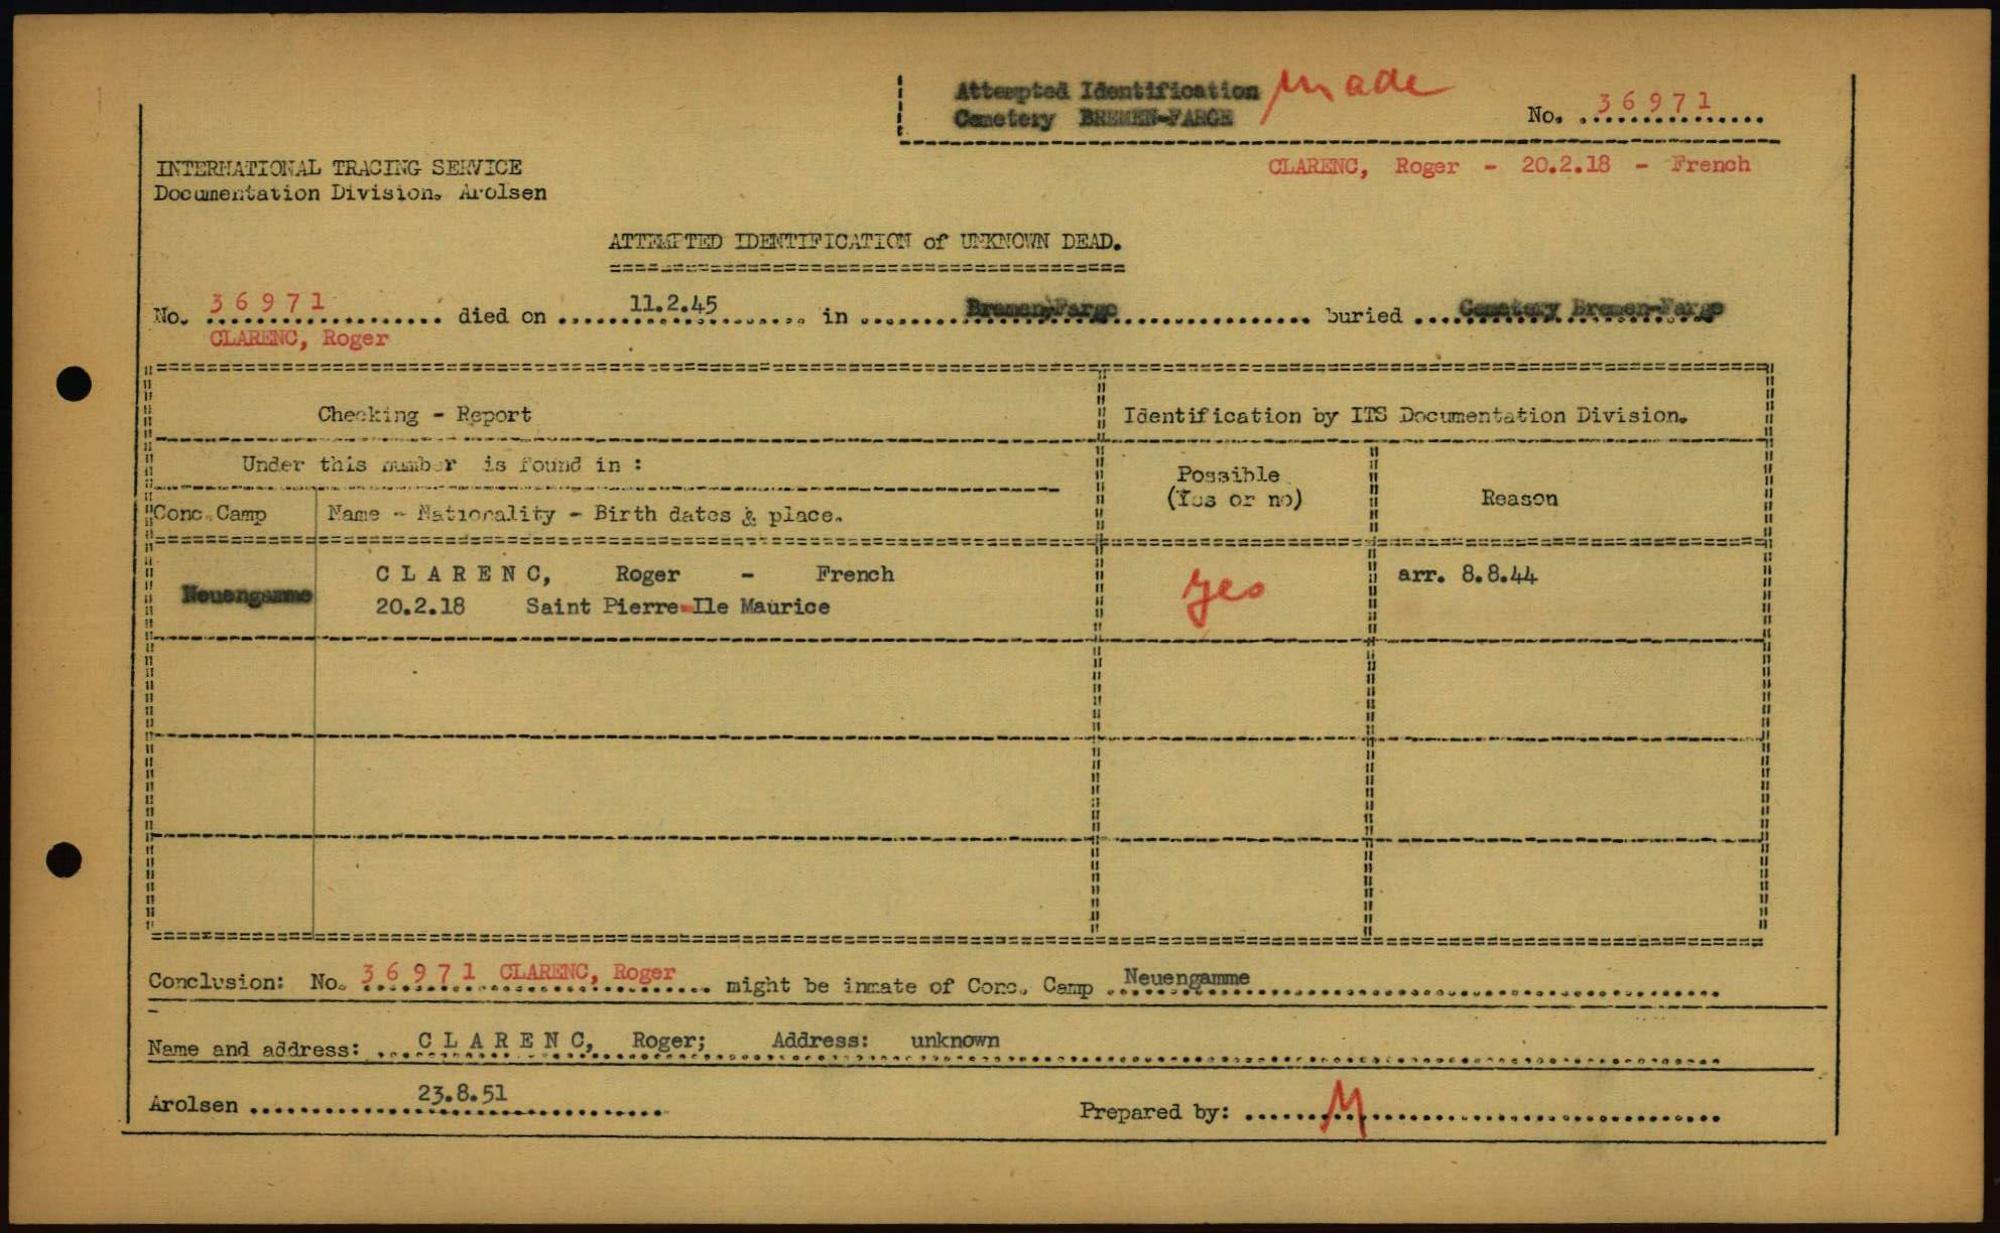 Attempted Identification made
Cemetery BREMEN-FARGE
No. 36971
INTERNATIONAL TRACING SERVICE
Documentation Division. Arolsen
CLARENC, Roger - 20.2.18 - French
ATTEMPTED IDENTIFICATION of UNKNOWN DEAD.
No. 36971 died on 11.2.45 in Bremen-Farge buried Cemetery Bremen-Farge
CLARENC, Roger
Checking - Report
Identification by ITS Documentation Division.
Under this number is found in :
Possible
(Yes or no)
Reason
Conc. Camp
Name - Nationality - Birth dates & place.
Neuengamme
C L A R E N C, Roger - French
20.2.18 Saint Pierre-Ile Maurice
yes
arr. 8.8.44
Conclusion: No. 36971 CLARENC, Roger might be inmate of Conc. Camp Neuengamme
Name and address: C L A R E N C, Roger; Address: unknown
Arolsen 23.8.51
Prepared by: M